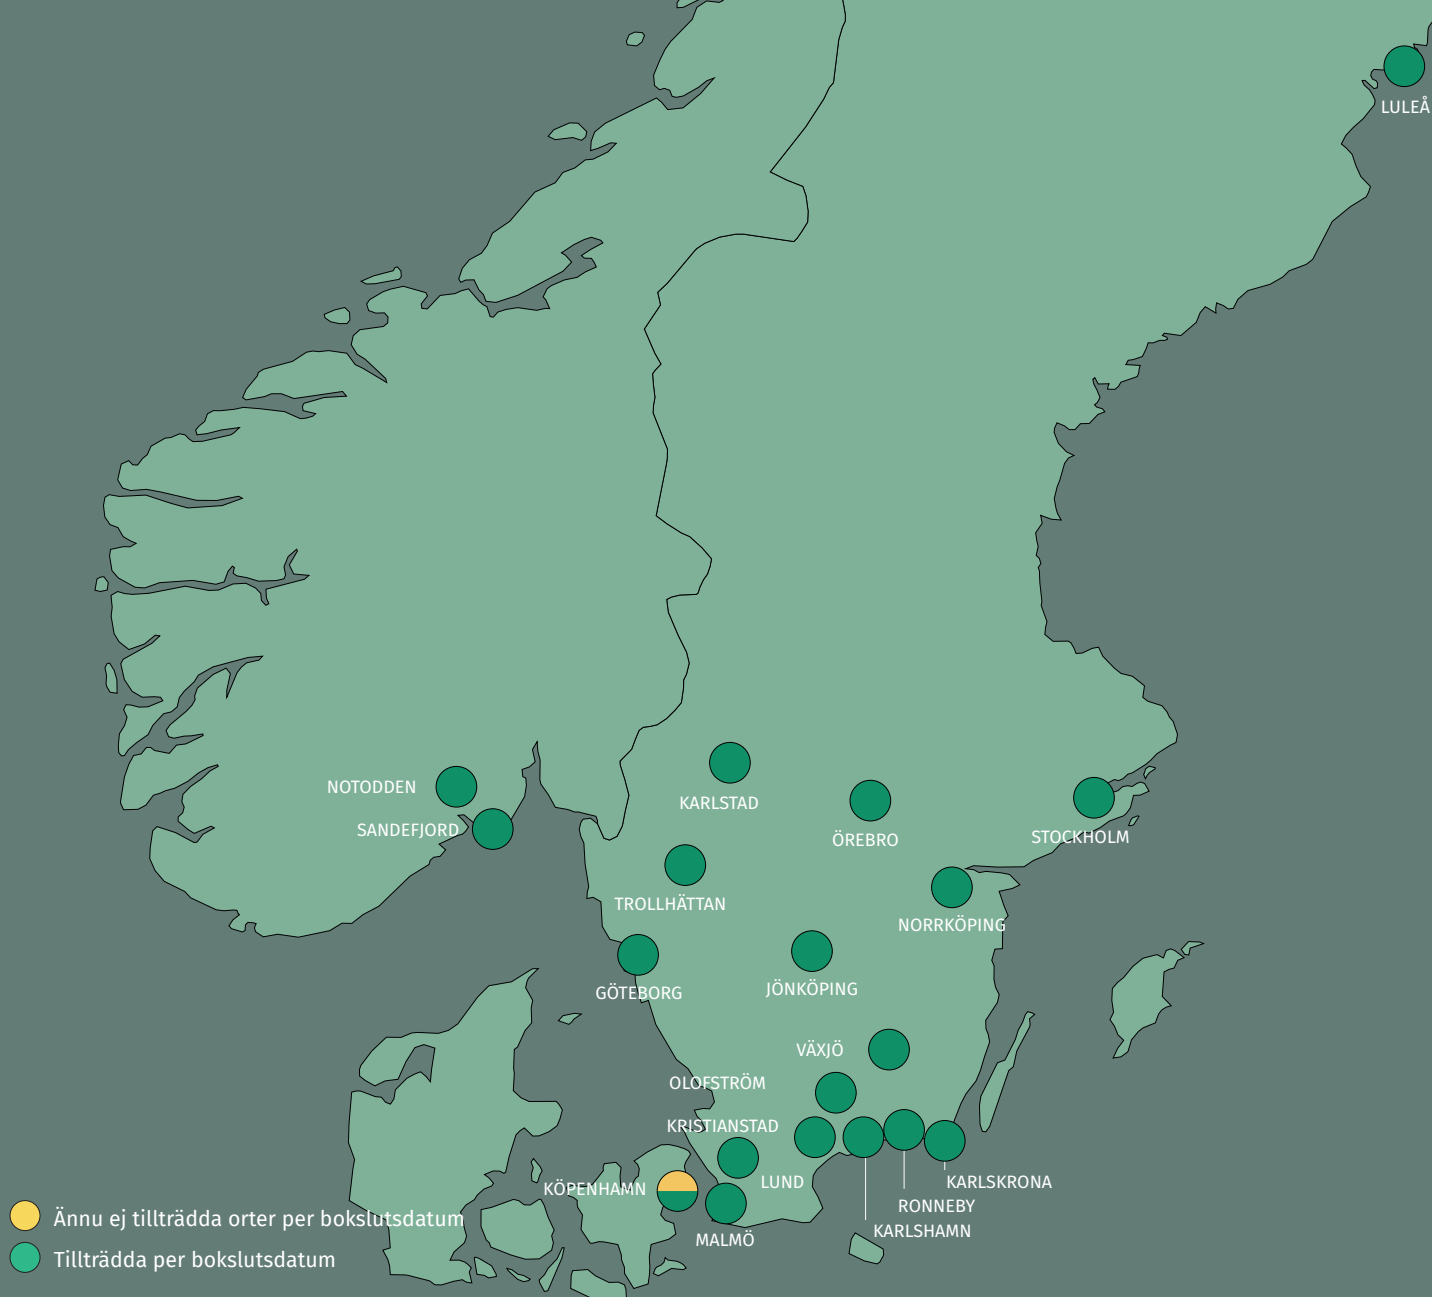 LULEÅ
NOTODDEN
SANDEFJORD
KARLSTAD
ÖREBRO
STOCKHOLM
TROLLHÄTTAN
NORRKÖPING
GÖTEBORG
JÖNKÖPING
VÄXJÖ
OLOFSTRÖM
KRISTIANSTAD
LUND
KARLSKRONA
KÖPENHAMN
RONNEBY
KARLSHAMN
MALMÖ
Ännu ej tillträdda orter per bokslutsdatum
Tillträdda per bokslutsdatum